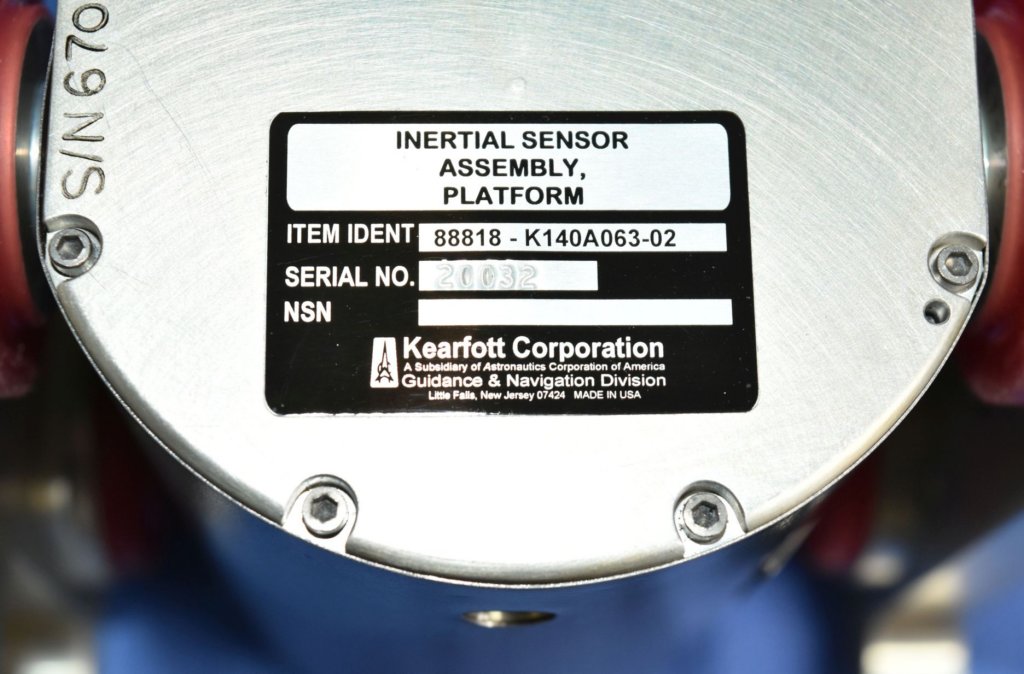 S/N 670
INERTIAL SENSOR
ASSEMBLY,
PLATFORM
ITEM IDENT 88818 - K140A063-02
SERIAL NO. 20032
NSN
Kearfott Corporation
A Subsidiary of Astronautics Corporation of America
Guidance & Navigation Division
Little Falls, New Jersey 07424 MADE IN USA